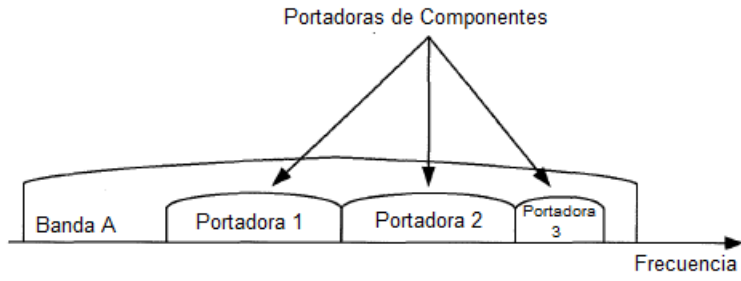 Portadoras de Componentes
Banda A
Portadora 1
Portadora 2
Portadora
3
Frecuencia